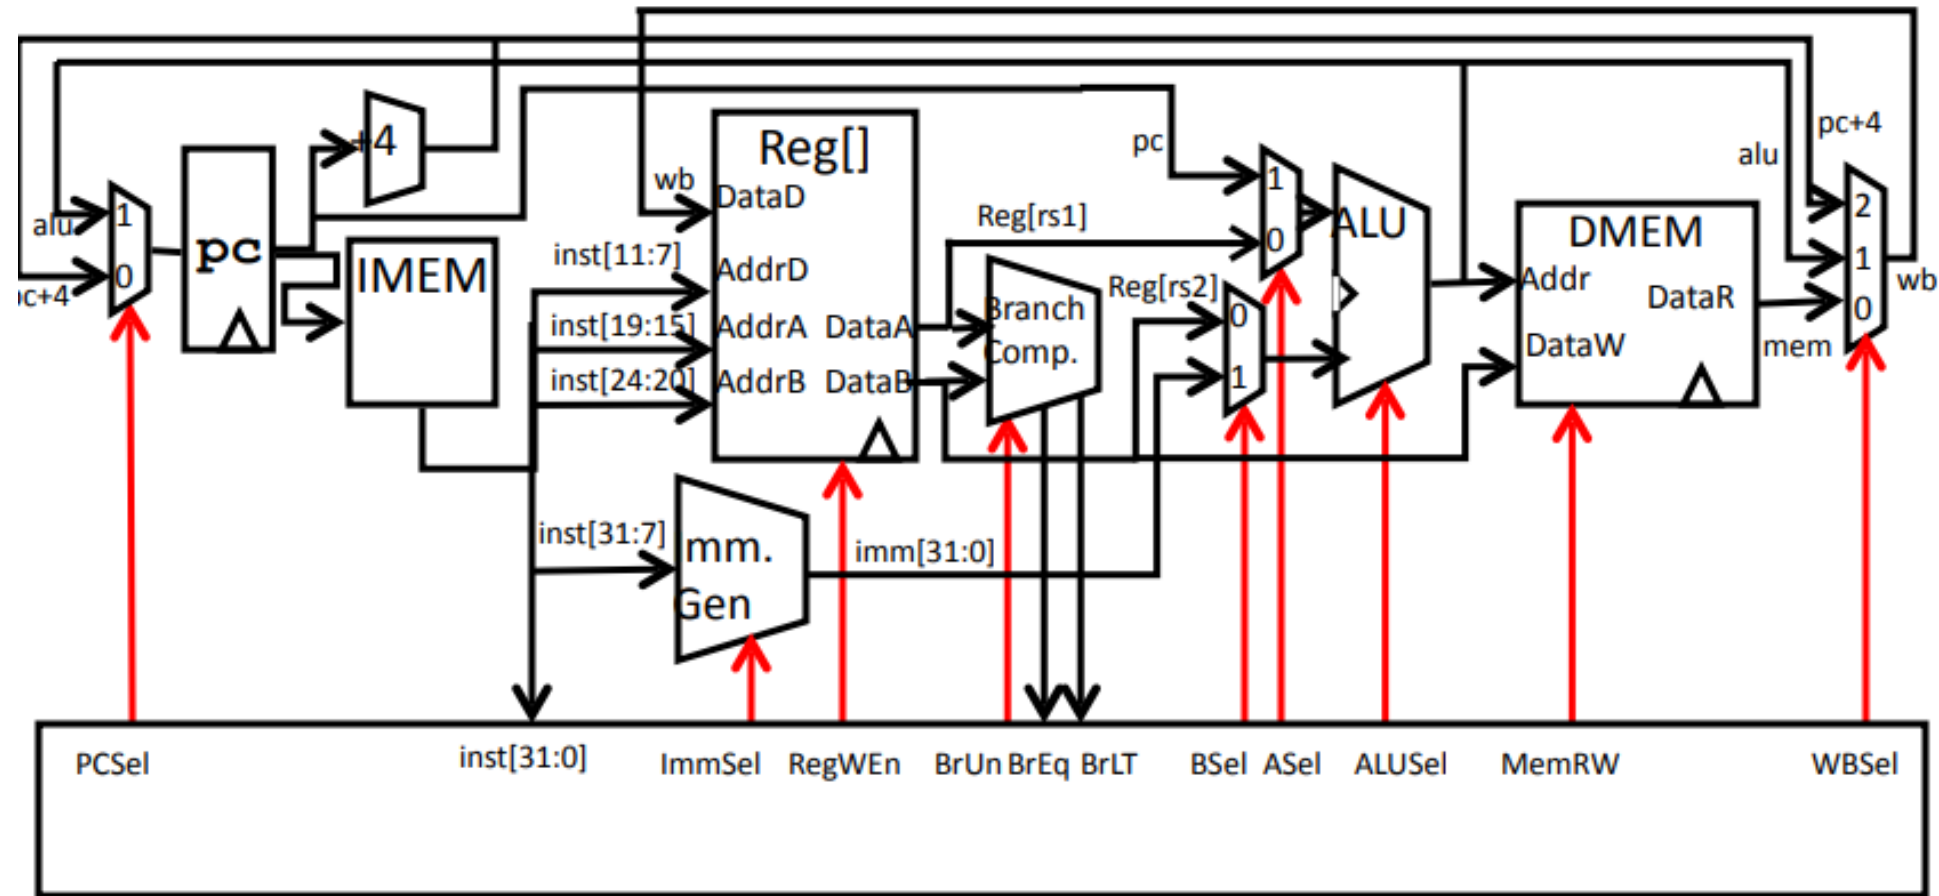 pc+4
alu
pc
+4
Reg[]
wb
DataD
alu
1
pc
IMEM
0
c+4
inst[11:7]
AddrD
inst[19:15]
AddrA
DataA
inst[24:20]
AddrB
DataB
Reg[rs1]
Branch
Comp.
Reg[rs2]
1
0
0
1
ALU
DMEM
Addr
DataR
DataW
mem
2
1
0
wb
inst[31:7]
mm.
Gen
imm[31:0]
PCSel
inst[31:0]
ImmSel
RegWEn
BrUn
BrEq
BrLT
BSel
ASel
ALUSel
MemRW
WBSel